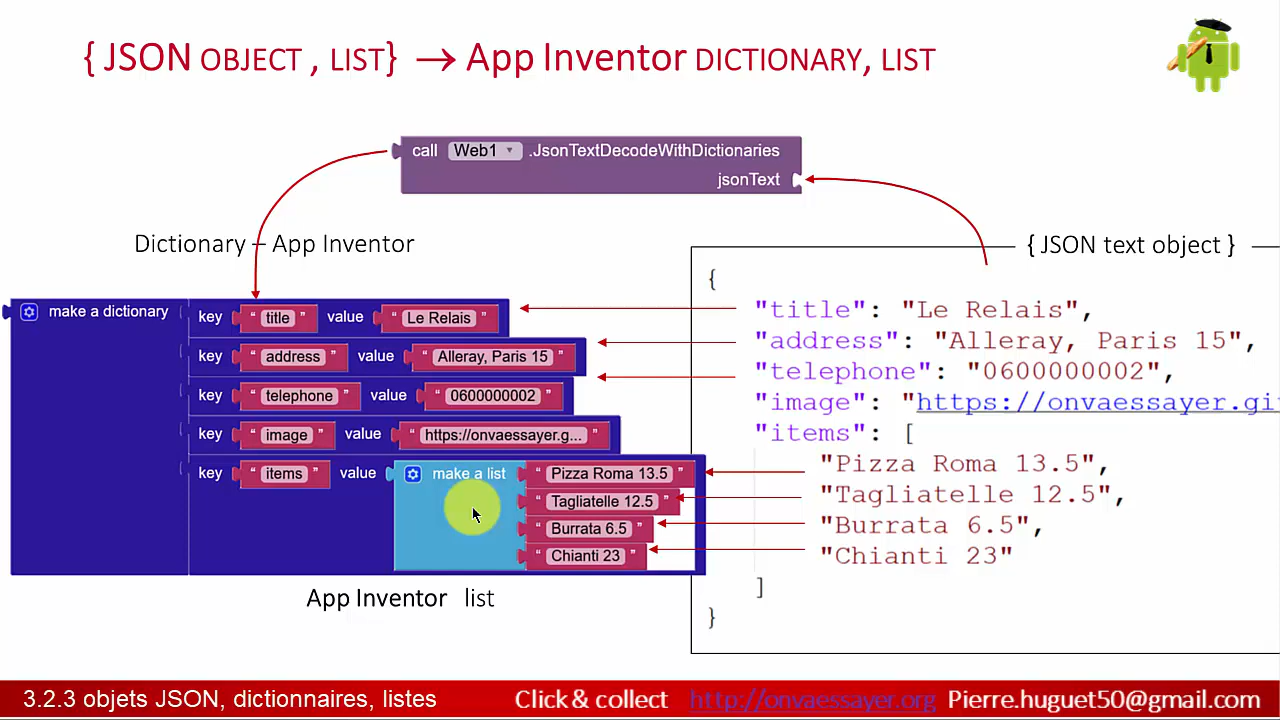 { JSON OBJECT , LIST} → App Inventor DICTIONARY, LIST
call Web1 .JsonTextDecodeWithDictionaries
jsonText
Dictionary – App Inventor
{ JSON text object }
make a dictionary key " title " value " Le Relais "
key " address " value " Alleray, Paris 15 "
key " telephone " value " 0600000002 "
key " image " value " https://onvaessayer.g... "
key " items " value make a list " Pizza Roma 13.5 "
" Tagliatelle 12.5 "
" Burrata 6.5 "
" Chianti 23 "
App Inventor list
{
"title": "Le Relais",
"address": "Alleray, Paris 15",
"telephone": "0600000002",
"image": "https://onvaessayer.gi
"items": [
"Pizza Roma 13.5",
"Tagliatelle 12.5",
"Burrata 6.5",
"Chianti 23"
]
}
3.2.3 objets JSON, dictionnaires, listes Click & collect http://onvaessayer.org Pierre.huguet50@gmail.com